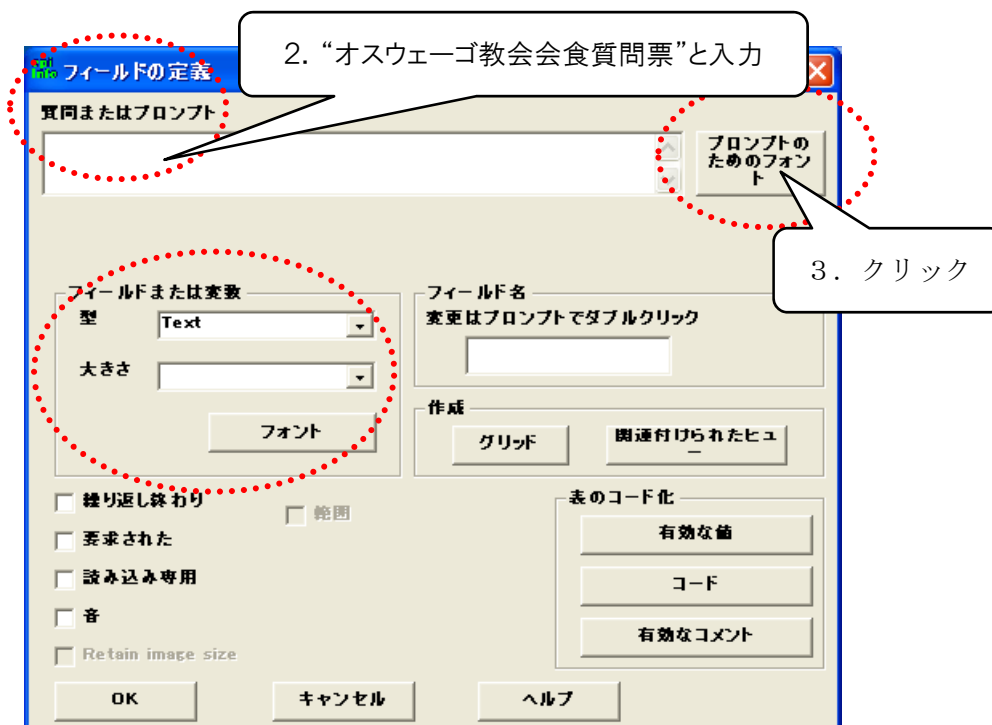 2. “オスウェーゴ教会会食質問票”と入力
Info フィールドの定義
質問またはプロンプト
プロンプトの
ためのフォン
ト
3. クリック
フィールドまたは変数
型
Text
大きさ
フォント
フィールド名
変更はプロンプトでダブルクリック
作成
グリッド
関連付けられたビュ
ー
繰り返し終わり
範囲
要求された
読み込み専用
音
Retain image size
表のコード化
有効な値
コード
有効なコメント
OK
キャンセル
ヘルプ